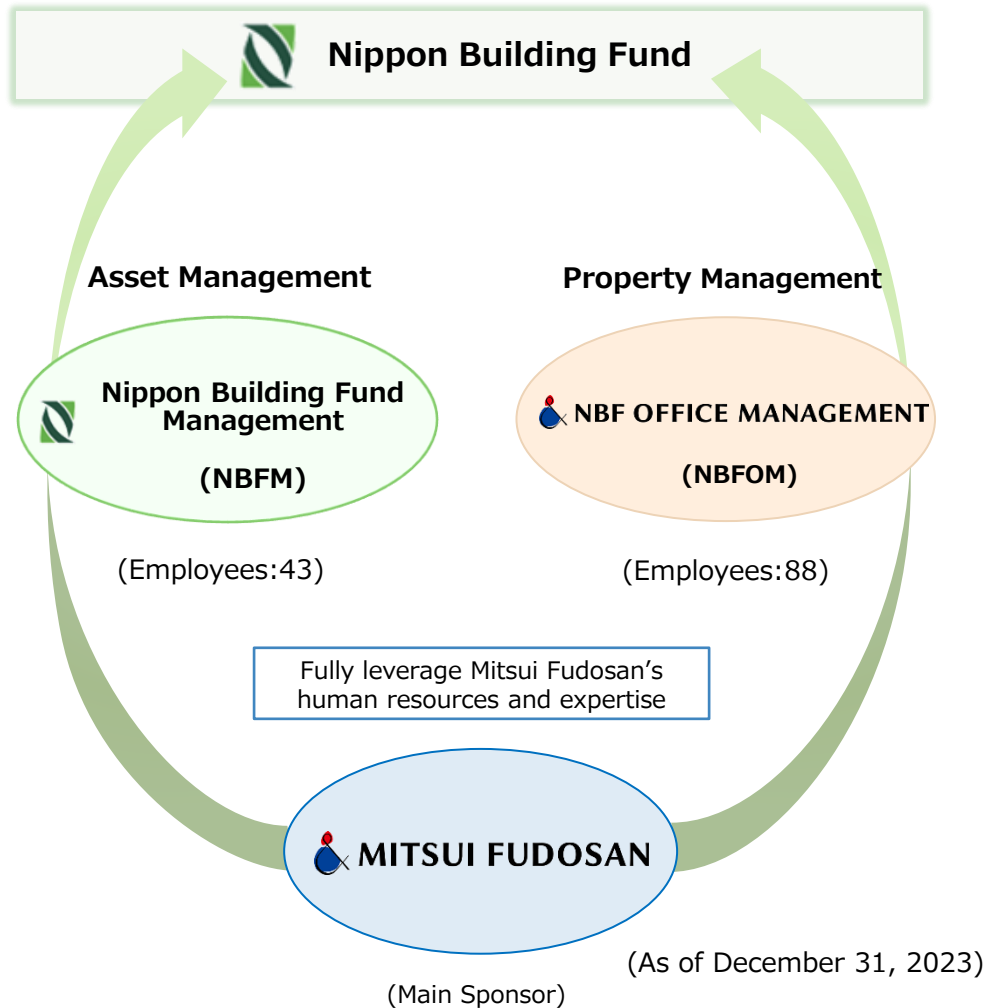 Nippon Building Fund
Asset Management
Nippon Building Fund
Management
(NBFM)
(Employees:43)
Property Management
NBF OFFICE MANAGEMENT
(NBFOM)
(Employees:88)
Fully leverage Mitsui Fudosan’s
human resources and expertise
MITSUI FUDOSAN
(Main Sponsor)
(As of December 31, 2023)